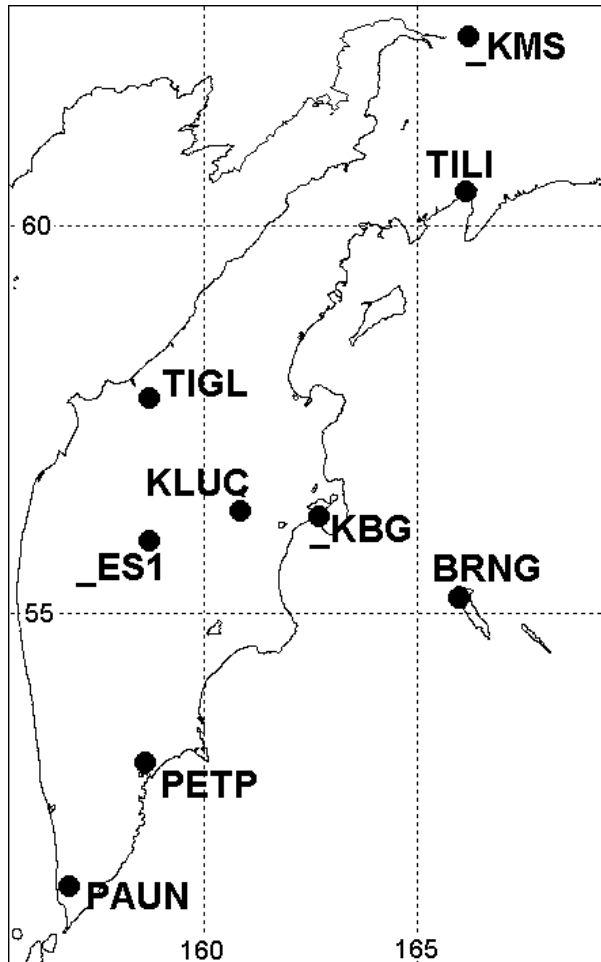 _KMS
TILI
60
TIGL
KLUC
_KBG
_ES1
BRNG
55
PETP
PAUN
160
165